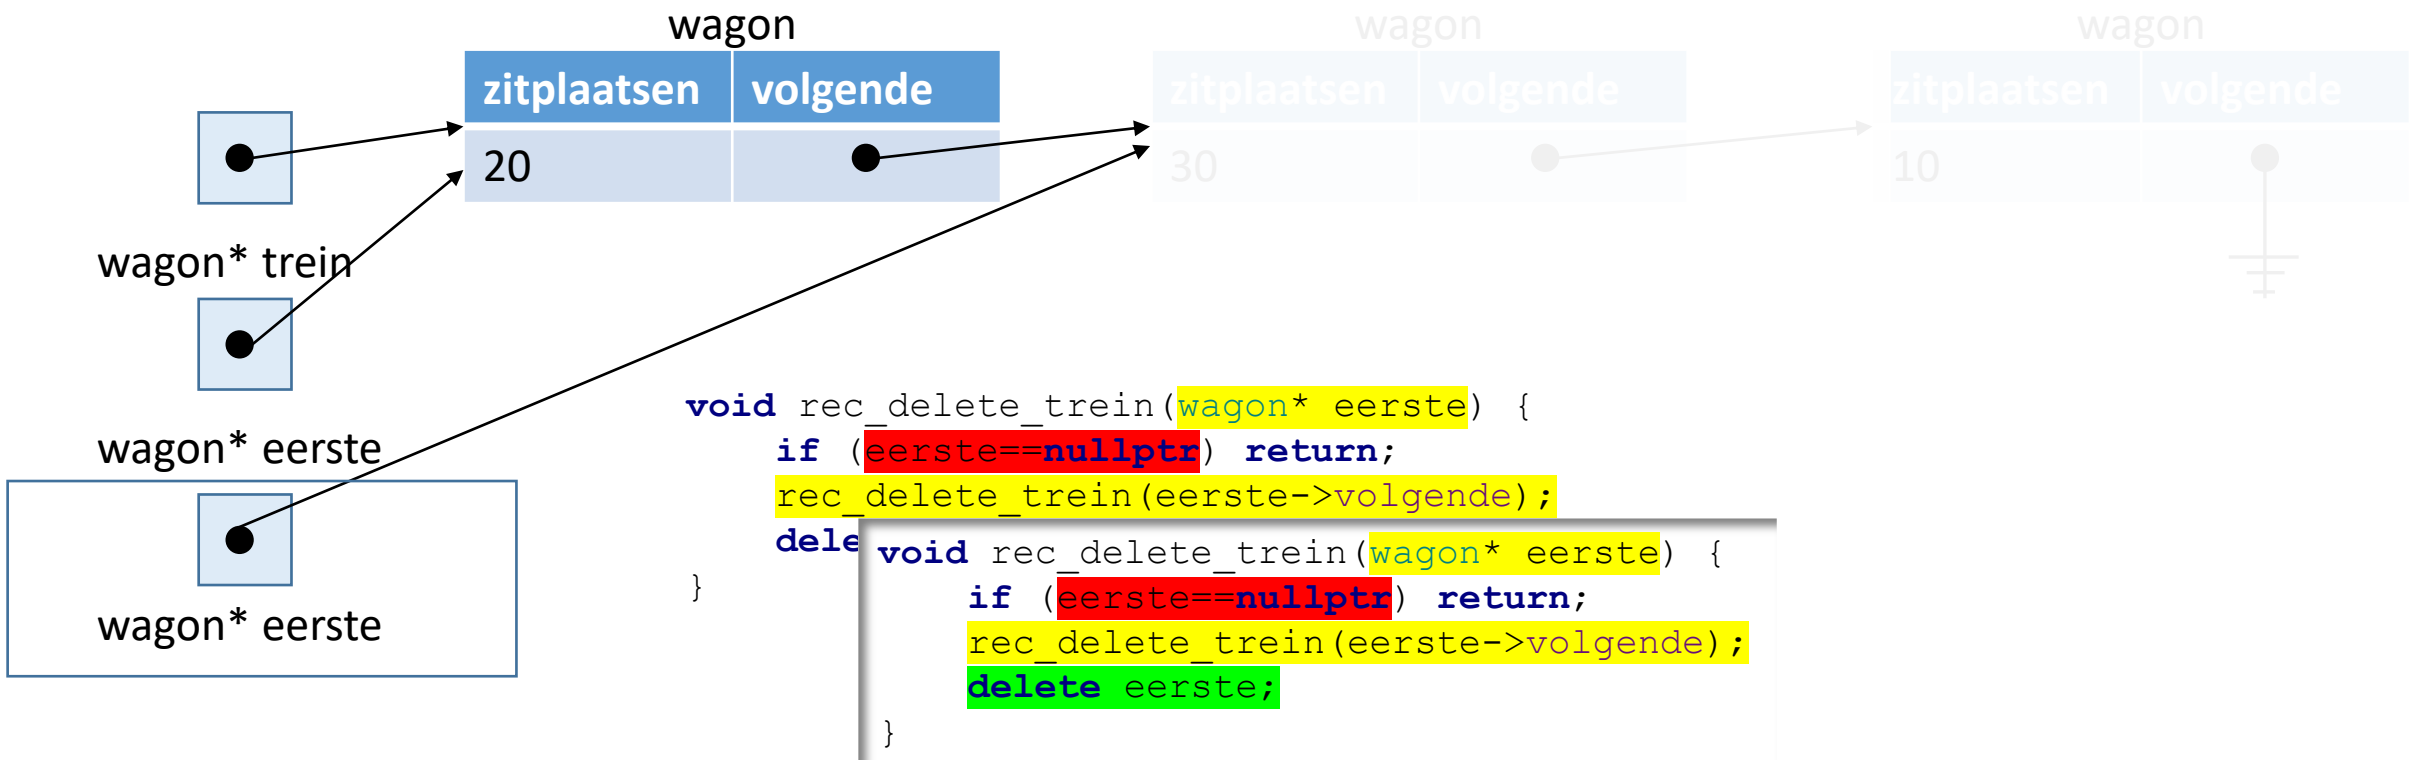 wagon wagon wagon
zitplaatsen volgende zitplaatsen volgende zitplaatsen volgende
20 30 10
wagon* trein
wagon* eerste
wagon* eerste
void rec_delete_trein(wagon* eerste) {
if (eerste==nullptr) return;
rec_delete_trein(eerste->volgende);
dele
}
void rec_delete_trein(wagon* eerste) {
if (eerste==nullptr) return;
rec_delete_trein(eerste->volgende);
delete eerste;
}